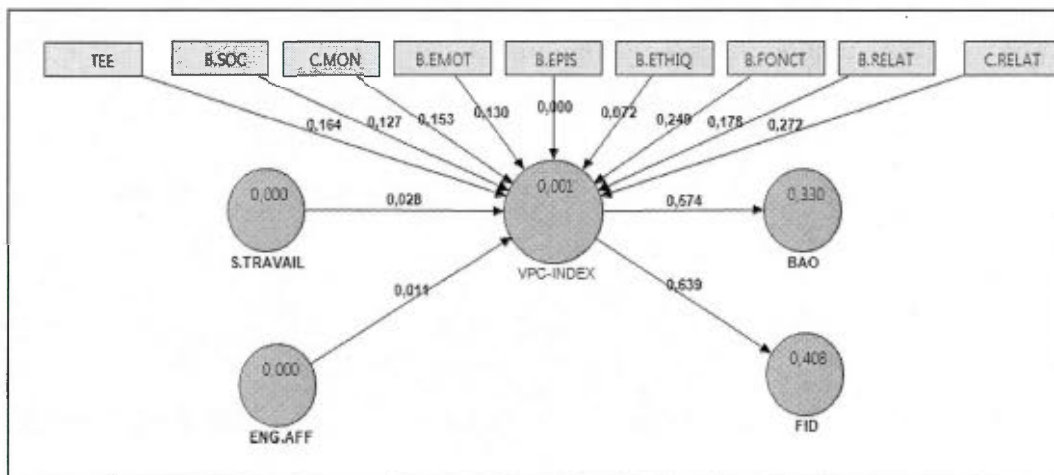 TEE B.SOC C.MON B.EMOT B.EPIS B.ETHIQ B.FONCT B.RELAT C.RELAT
0,164 0,127 0,153 0,130 0,000 0,072 0,249 0,178 0,272
0,000 0,028 0,001 0,574 0,330
S.TRAVAIL VPC-INDEX BAO
0,011 0,639
0,000 0,408
ENG.AFF FID